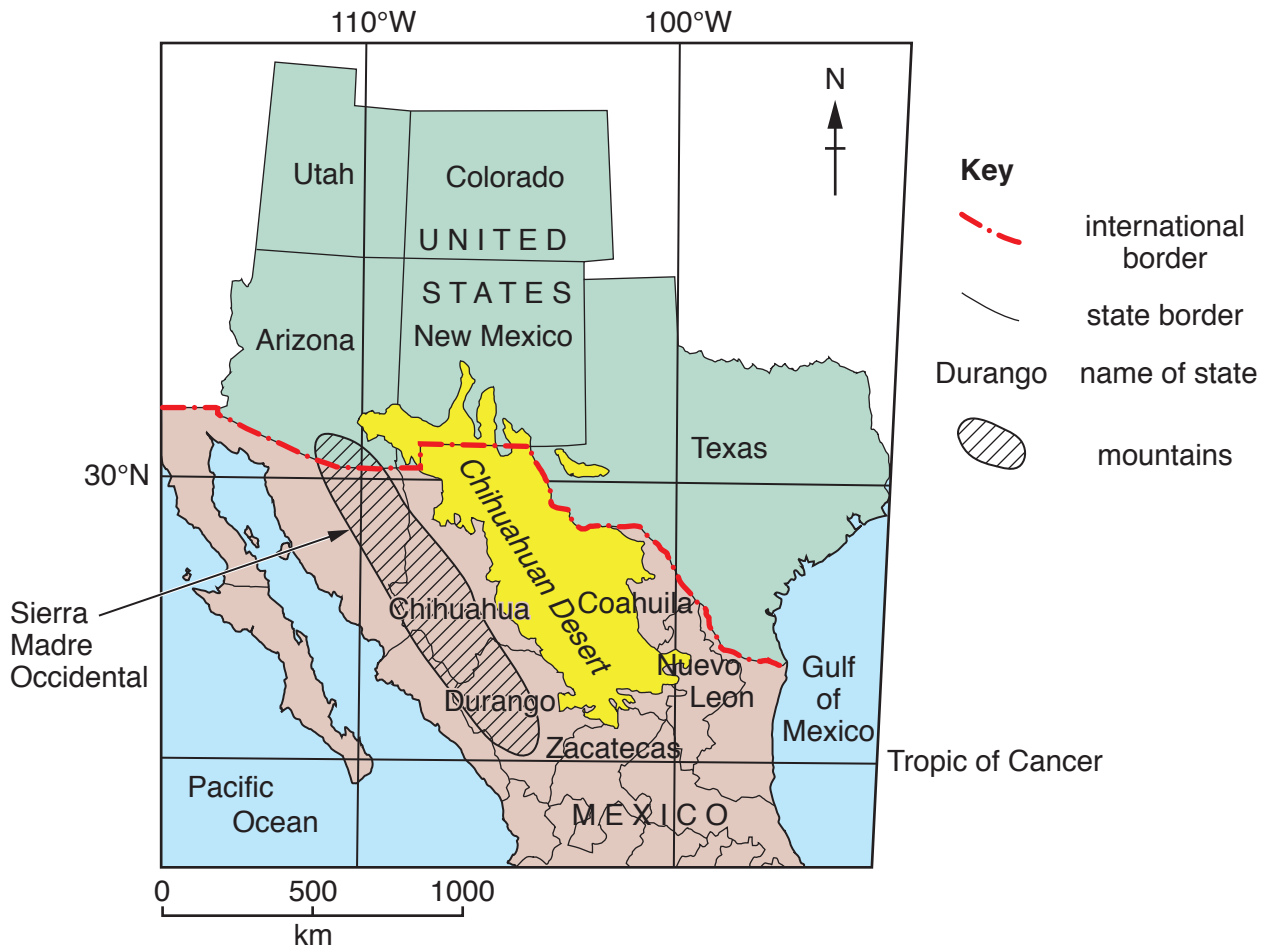 110°W
100°W
N
Utah
Colorado
UNITED
STATES
Arizona
New Mexico
Texas
30°N
Chihuahuan Desert
Chihuahua
Coahuila
Sierra
Madre
Occidental
Durango
Nuevo
Leon
Zacatecas
Gulf
of
Mexico
Tropic of Cancer
Pacific
Ocean
MEXICO
0
500
1000
km
Key
international
border
state border
Durango
name of state
mountains